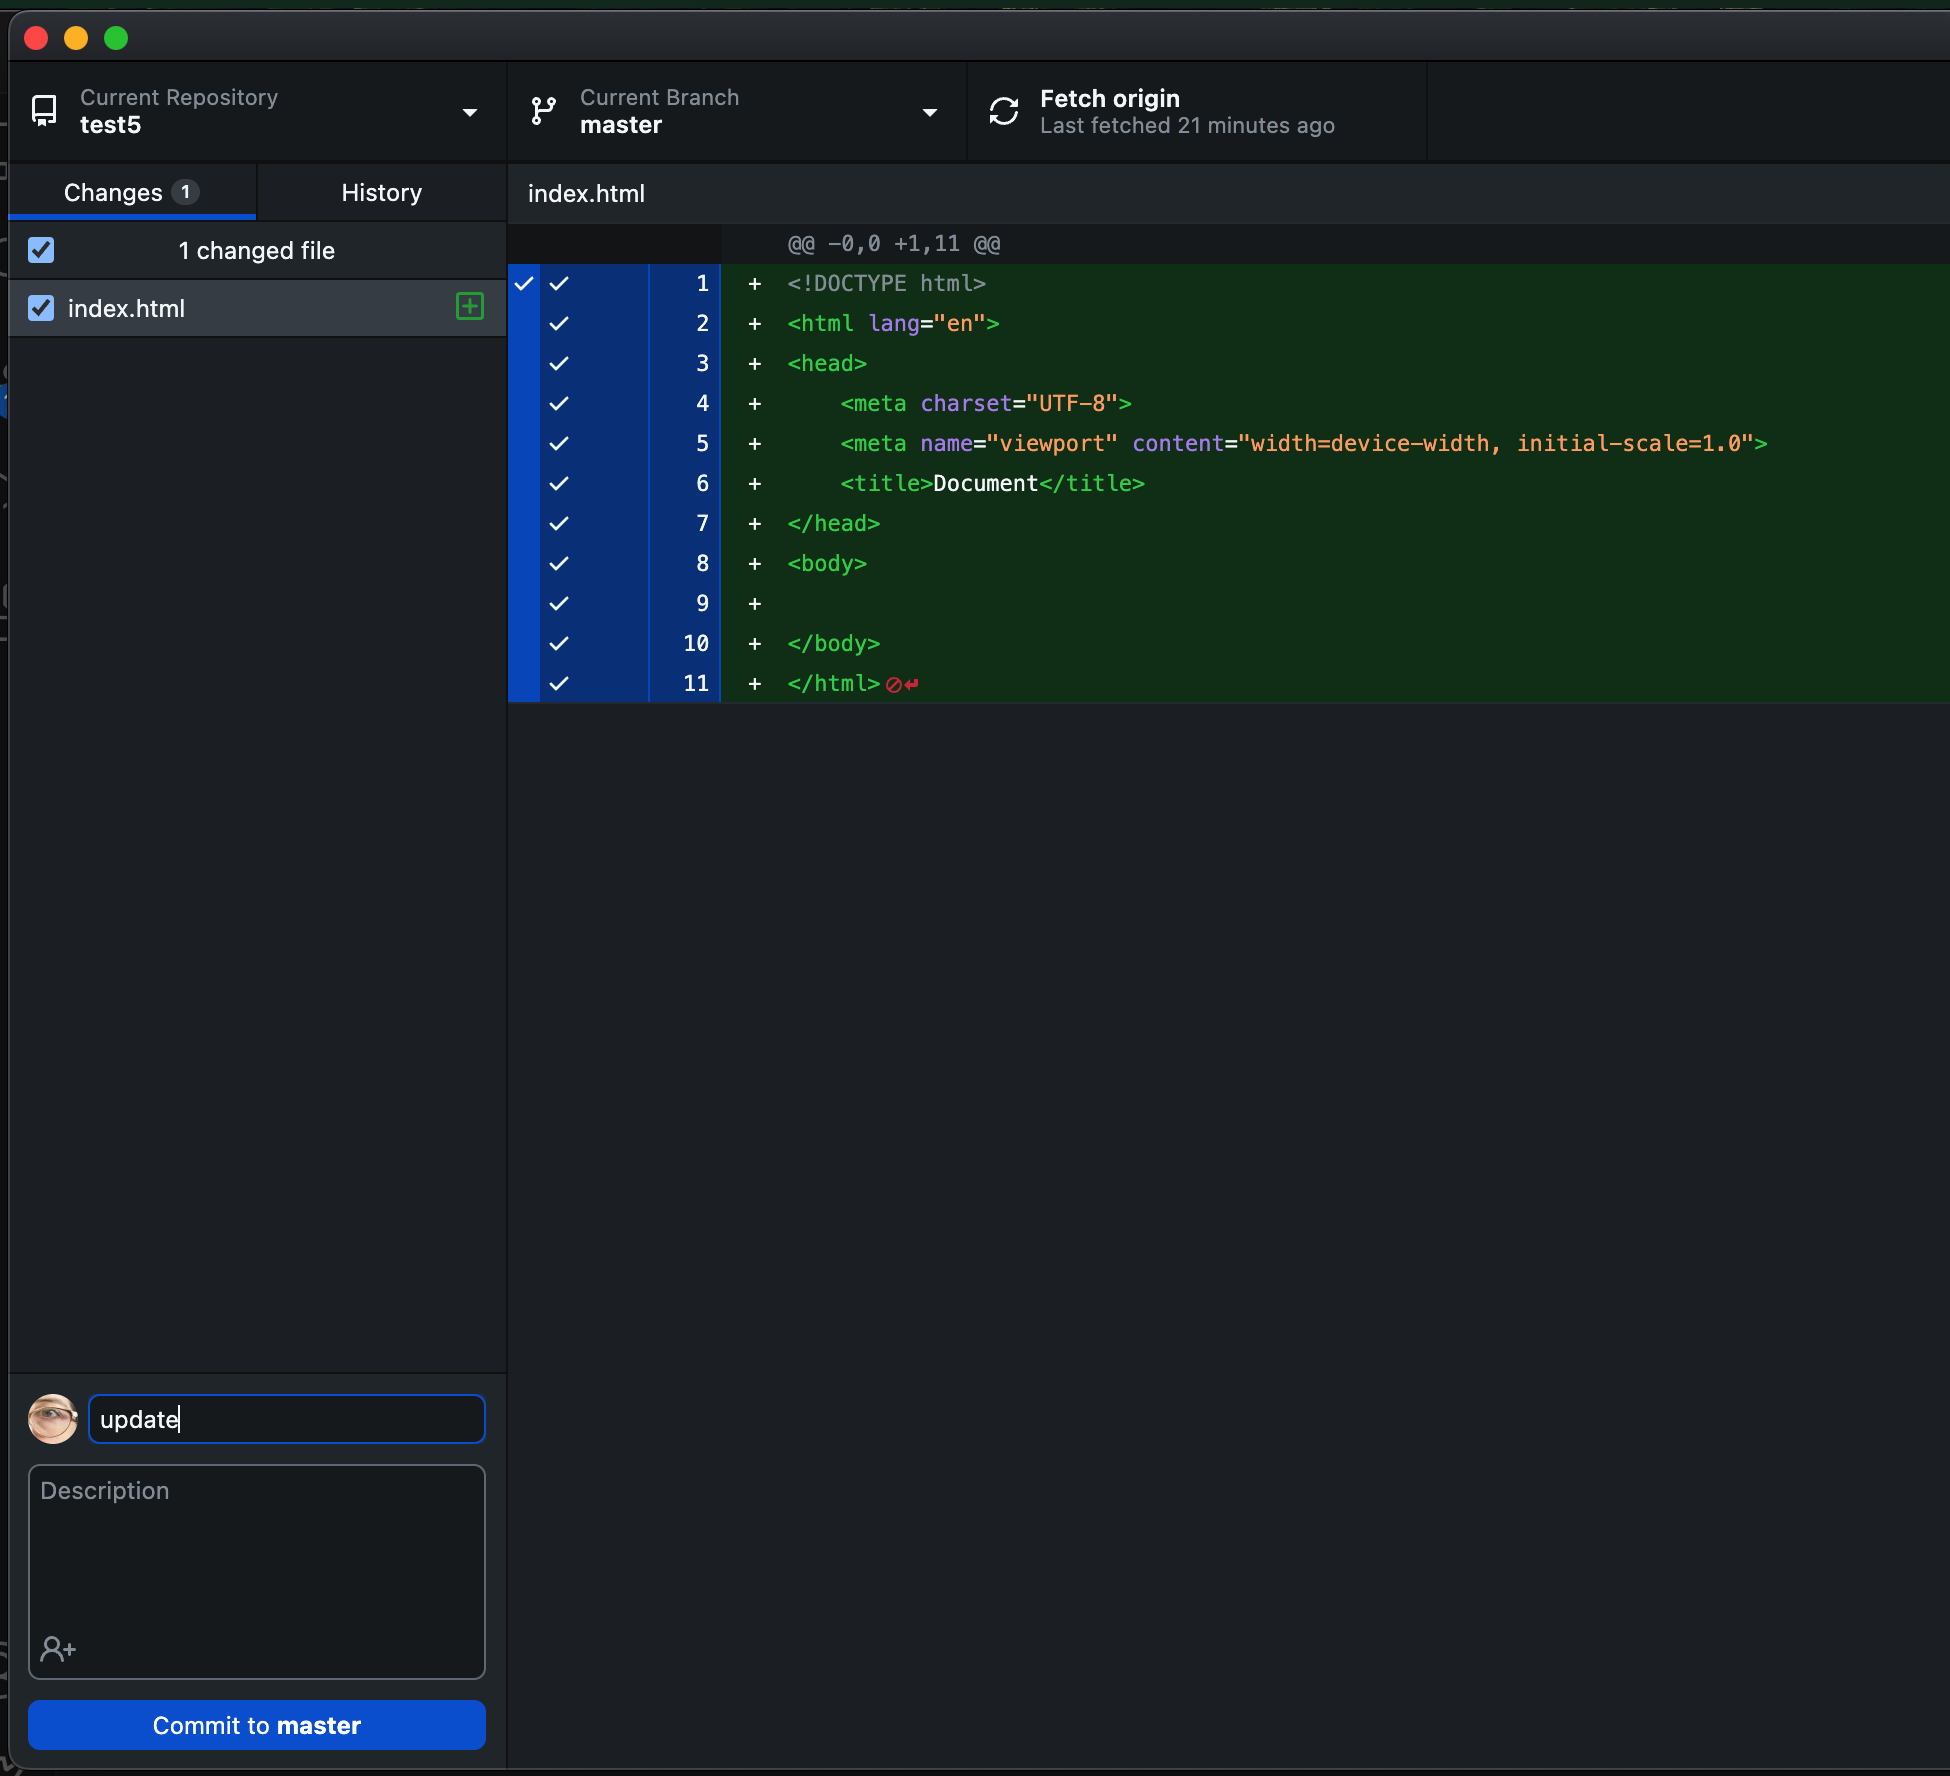 Current Repository
test5
Current Branch
master
Fetch origin
Last fetched 21 minutes ago
Changes 1
History
index.html
1 changed file
index.html
@@ -0,0 +1,11 @@
1 + <!DOCTYPE html>
2 + <html lang="en">
3 + <head>
4 + <meta charset="UTF-8">
5 + <meta name="viewport" content="width=device-width, initial-scale=1.0">
6 + <title>Document</title>
7 + </head>
8 + <body>
9 +
10 + </body>
11 + </html>
update
Description
Commit to master